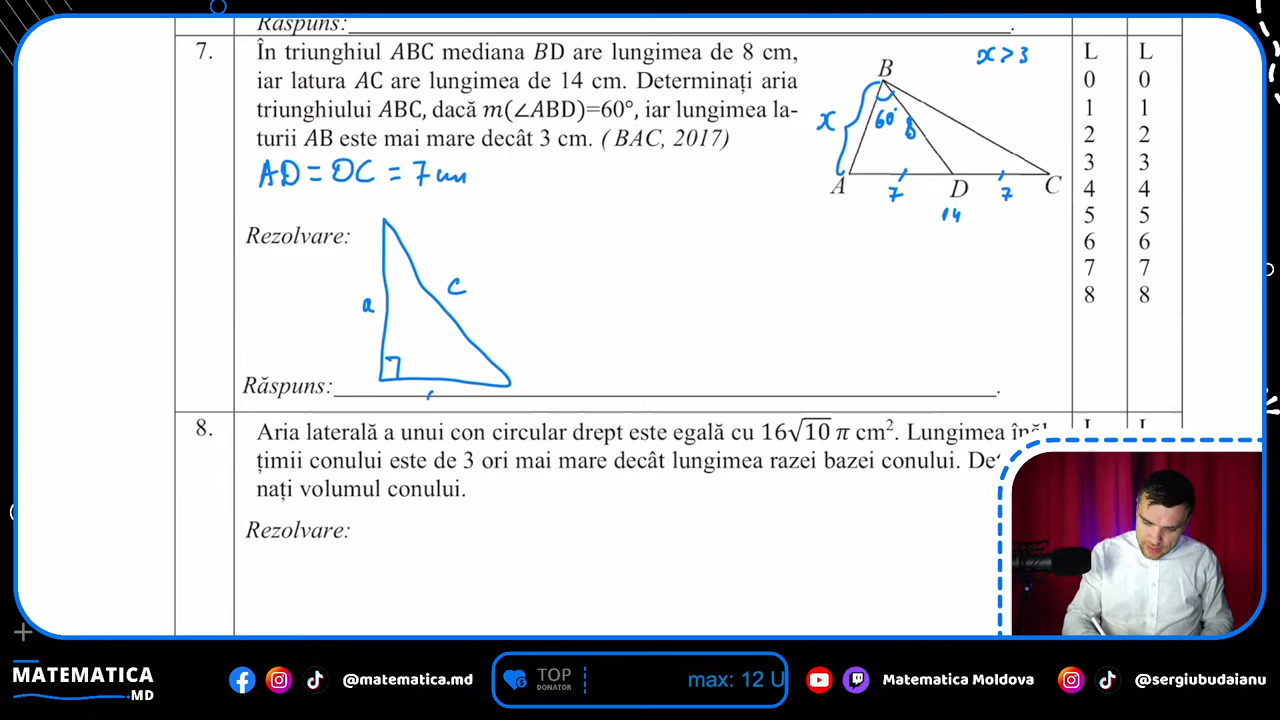 Răspuns:
7. În triunghiul ABC mediana BD are lungimea de 8 cm,
iar latura AC are lungimea de 14 cm. Determinați aria
triunghiului ABC, dacă m(∠ABD)=60°, iar lungimea la-
turii AB este mai mare decât 3 cm. ( BAC, 2017)
AD = DC = 7cm
Rezolvare:
a
c
Răspuns:
x > 3
B
x
60°
8
A
7
D
7
C
14
L L
0 0
1 1
2 2
3 3
4 4
5 5
6 6
7 7
8 8
8. Aria laterală a unui con circular drept este egală cu 16√10 π cm². Lungimea
țimii conului este de 3 ori mai mare decât lungimea razei bazei conului.
nați volumul conului.
Rezolvare:
MATEMATICA
.MD
@matematica.md
TOP
DONATOR
max: 12 U
Matematica Moldova
@sergiubudaianu